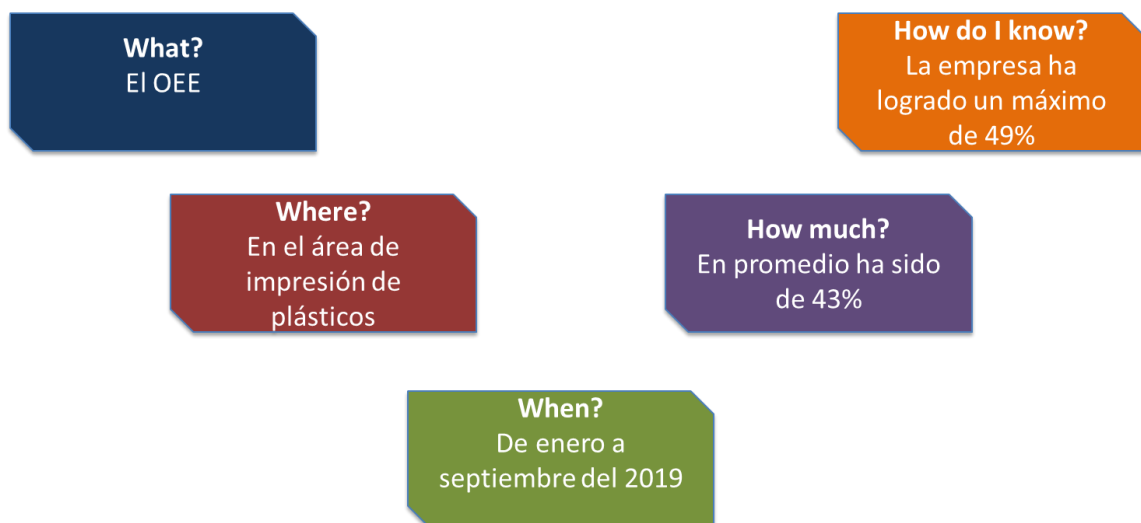 What?
El OEE
How do I know?
La empresa ha
logrado un máximo
de 49%
Where?
En el área de
impresión de
plásticos
How much?
En promedio ha sido
de 43%
When?
De enero a
septiembre del 2019